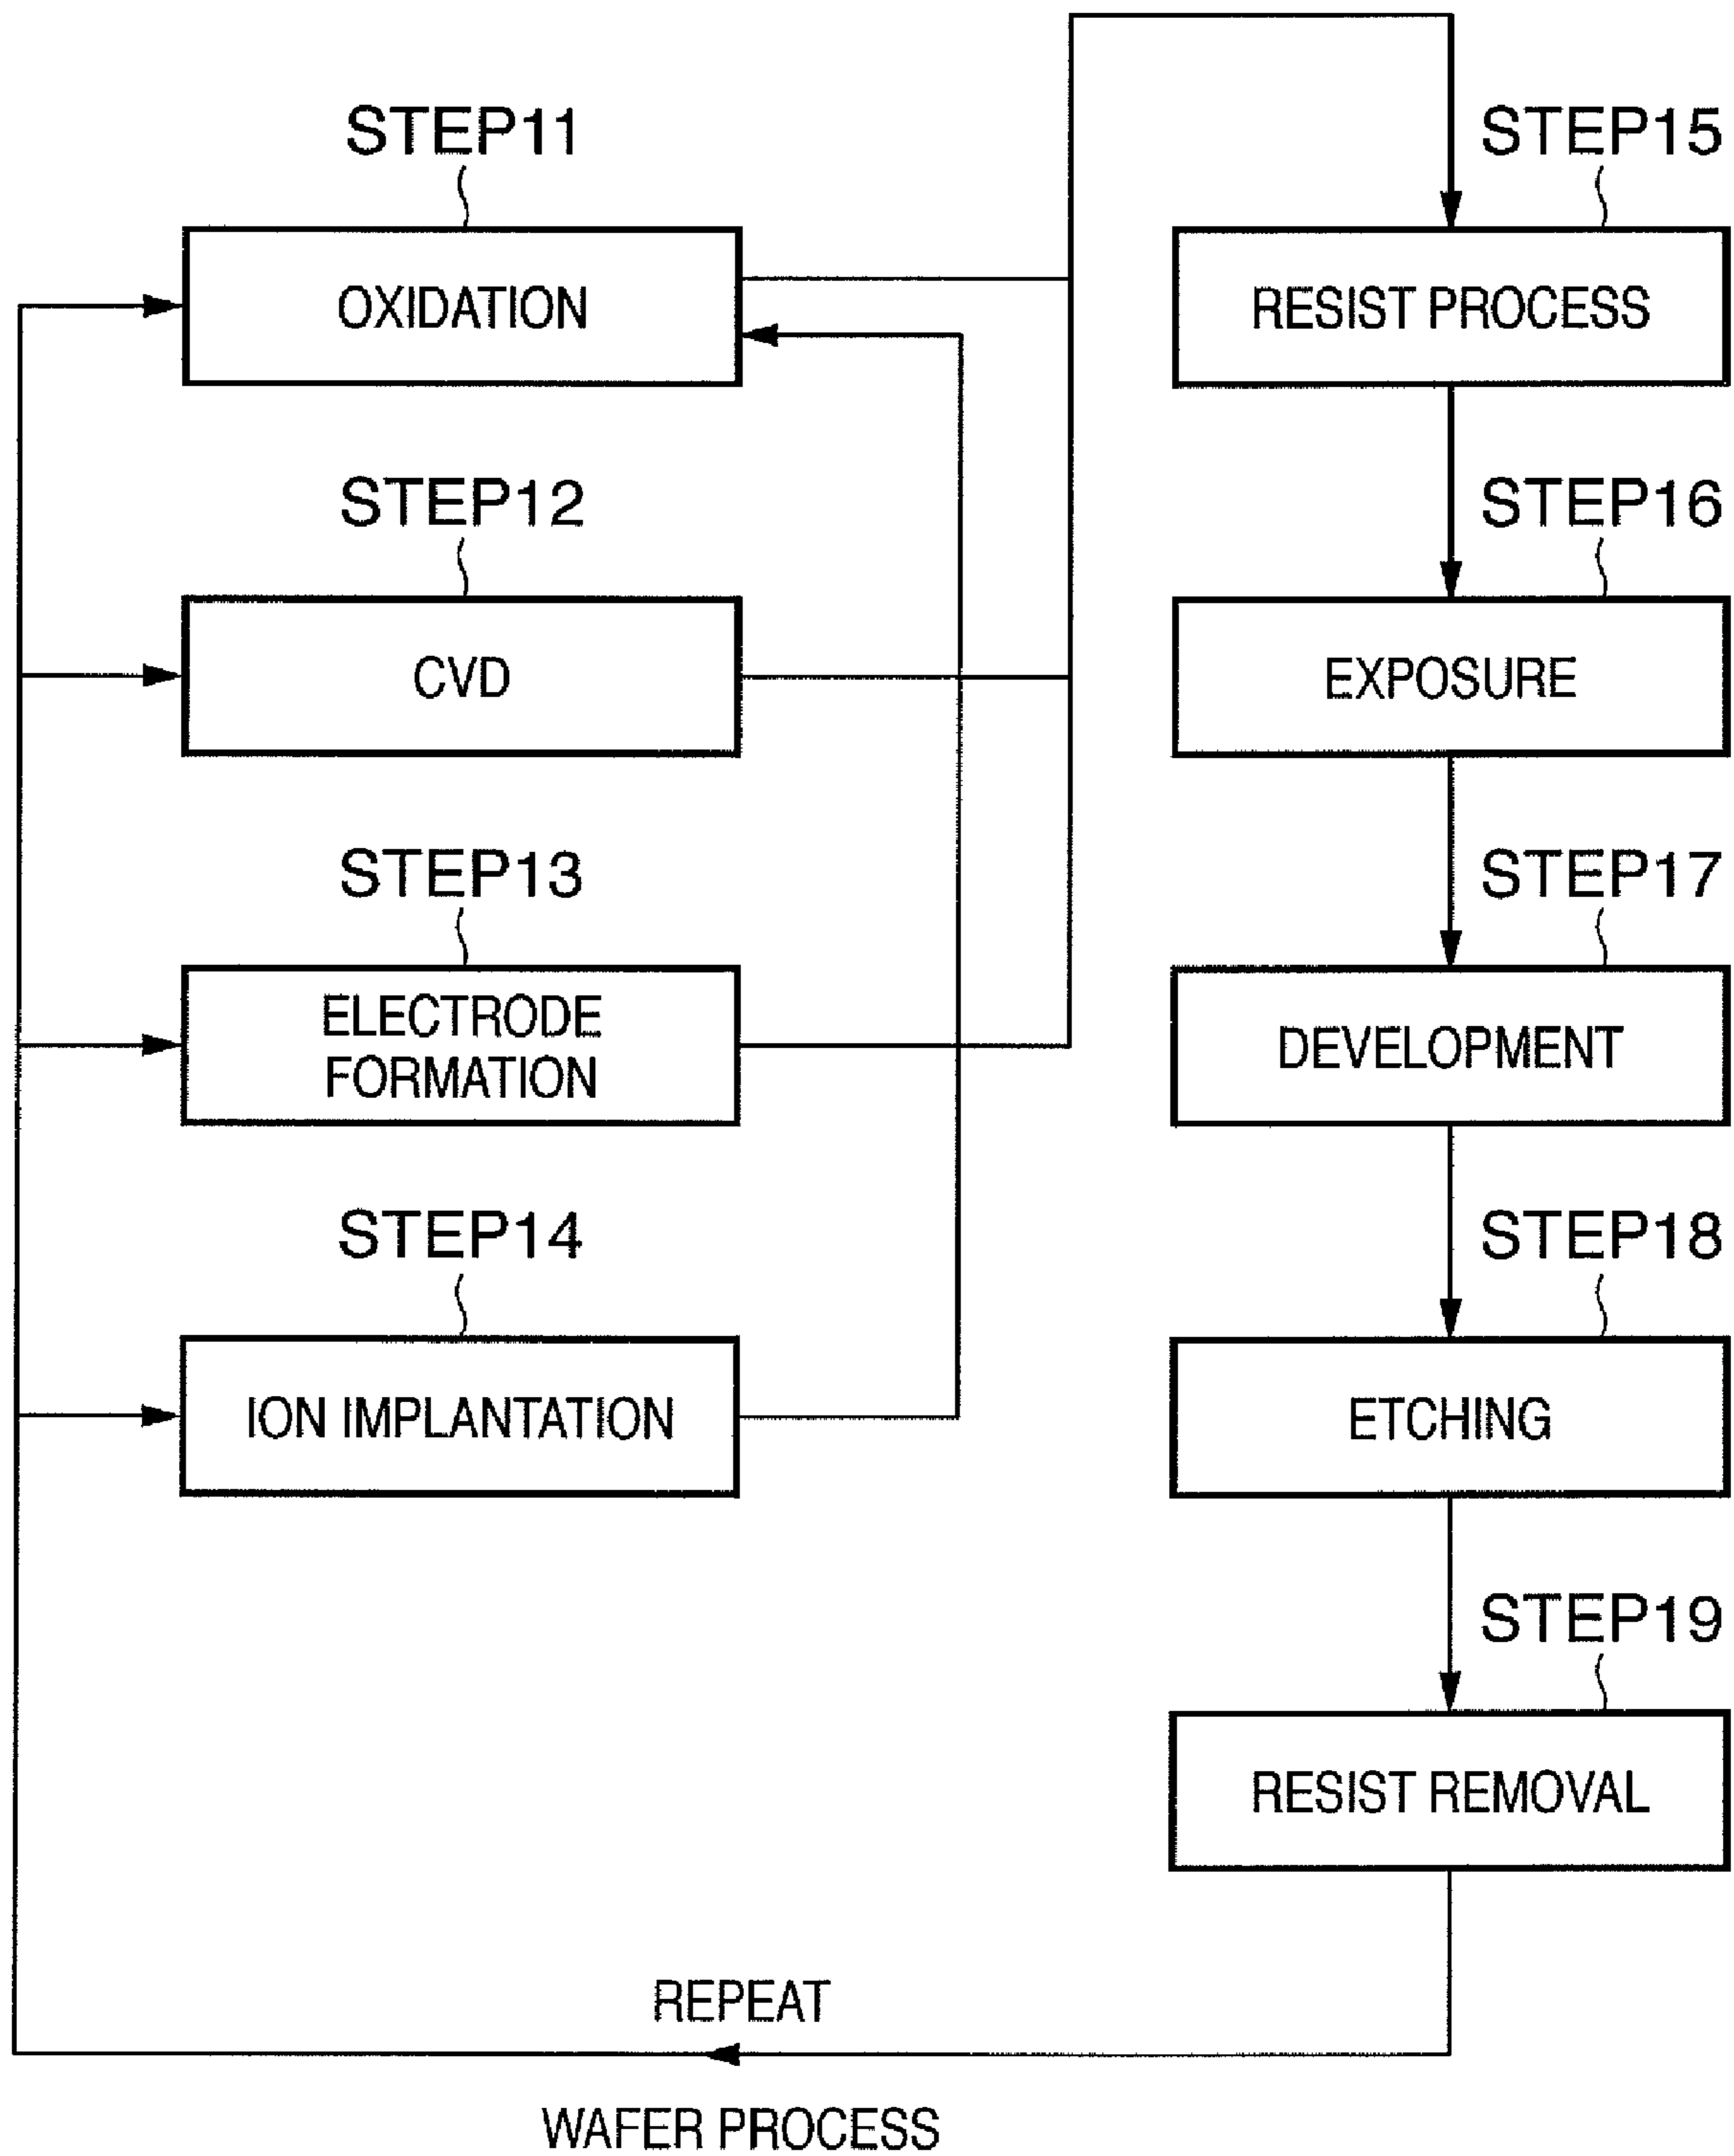 STEP11
OXIDATION
STEP12
CVD
STEP13
ELECTRODE
FORMATION
STEP14
ION IMPLANTATION
STEP15
RESIST PROCESS
STEP16
EXPOSURE
STEP17
DEVELOPMENT
STEP18
ETCHING
STEP19
RESIST REMOVAL
REPEAT
WAFER PROCESS